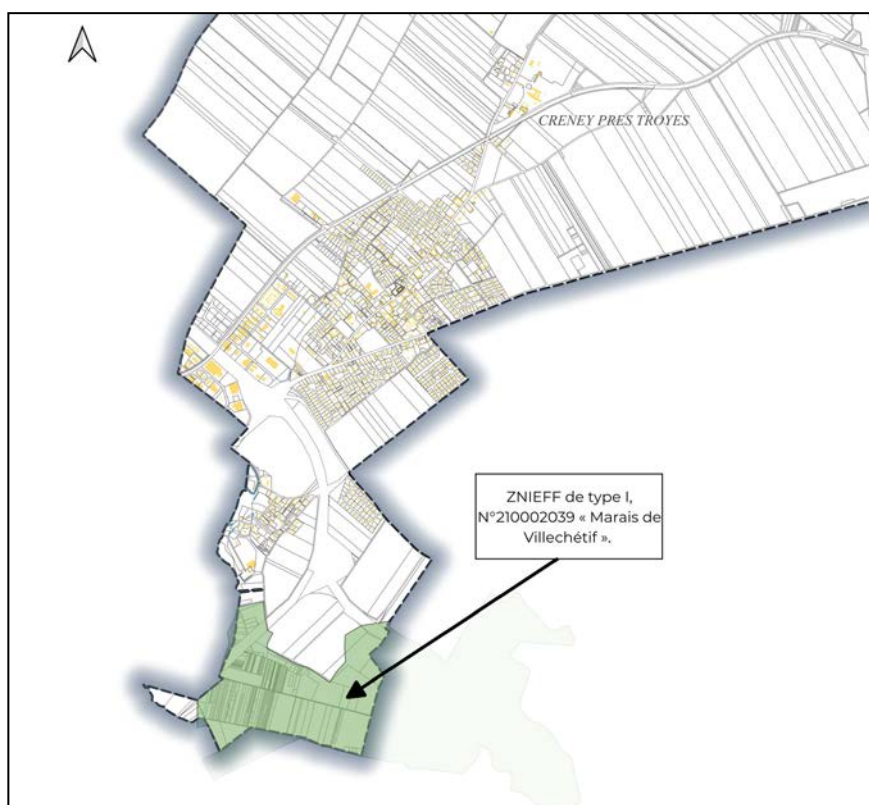 CRENEY PRES TROYES
ZNIEFF de type I,
N°210002039 « Marais de
Villechétif ».